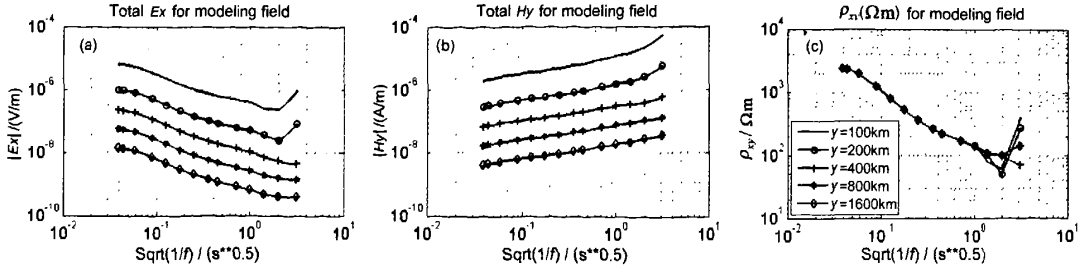 Total Ex for modeling field
(a)
|Ex|/(V/m)
10^-4
10^-6
10^-8
10^-10
10^-2
10^-1
10^0
10^1
Sqrt(1/f) / (s**0.5)
Total Hy for modeling field
(b)
|Hy|/(A/m)
10^-4
10^-6
10^-8
10^-10
10^-2
10^-1
10^0
10^1
Sqrt(1/f) / (s**0.5)
(Ωm) for modeling field
(c)
ρxy / Ωm
10^4
10^3
10^2
10^1
y=100km
y=200km
y=400km
y=800km
y=1600km
10^-2
10^-1
10^0
10^1
Sqrt(1/f) / (s**0.5)